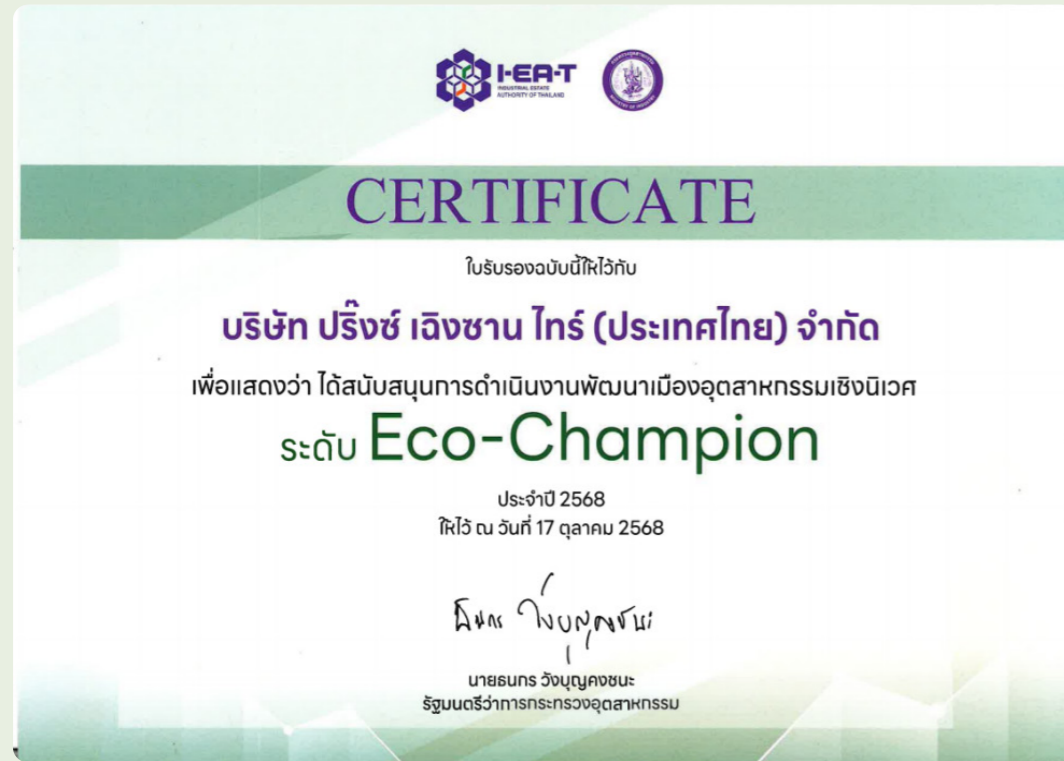 I-EA-T
INDUSTRIAL ESTATE
AUTHORITY OF THAILAND
CERTIFICATE
ใบรับรองฉบับนี้ให้ไว้กับ
บริษัท ปริ๊งซ์ เฉิงซาน ไทร์ (ประเทศไทย) จำกัด
เพื่อแสดงว่า ได้สนับสนุนการดำเนินงานพัฒนาเมืองอุตสาหกรรมเชิงนิเวศ
ระดับ Eco-Champion
ประจำปี 2568
ให้ไว้ ณ วันที่ 17 ตุลาคม 2568
นายธนกร วังบุญคงชนะ
รัฐมนตรีว่าการกระทรวงอุตสาหกรรม